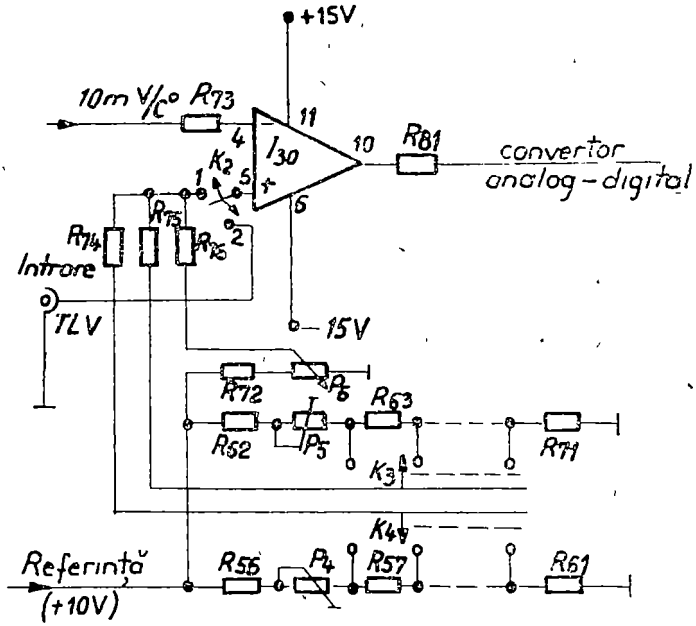 +15V
10mV/C° R73
4
11
I30
10
R81
convertor
analog-digital
K2
1
5
+
6
2
R74
R75
R76
Intrare
TLV
-15V
R72
P6
R62
P5
R63
R71
K3
K4
Referință
(+10V)
R56
P4
R57
R61